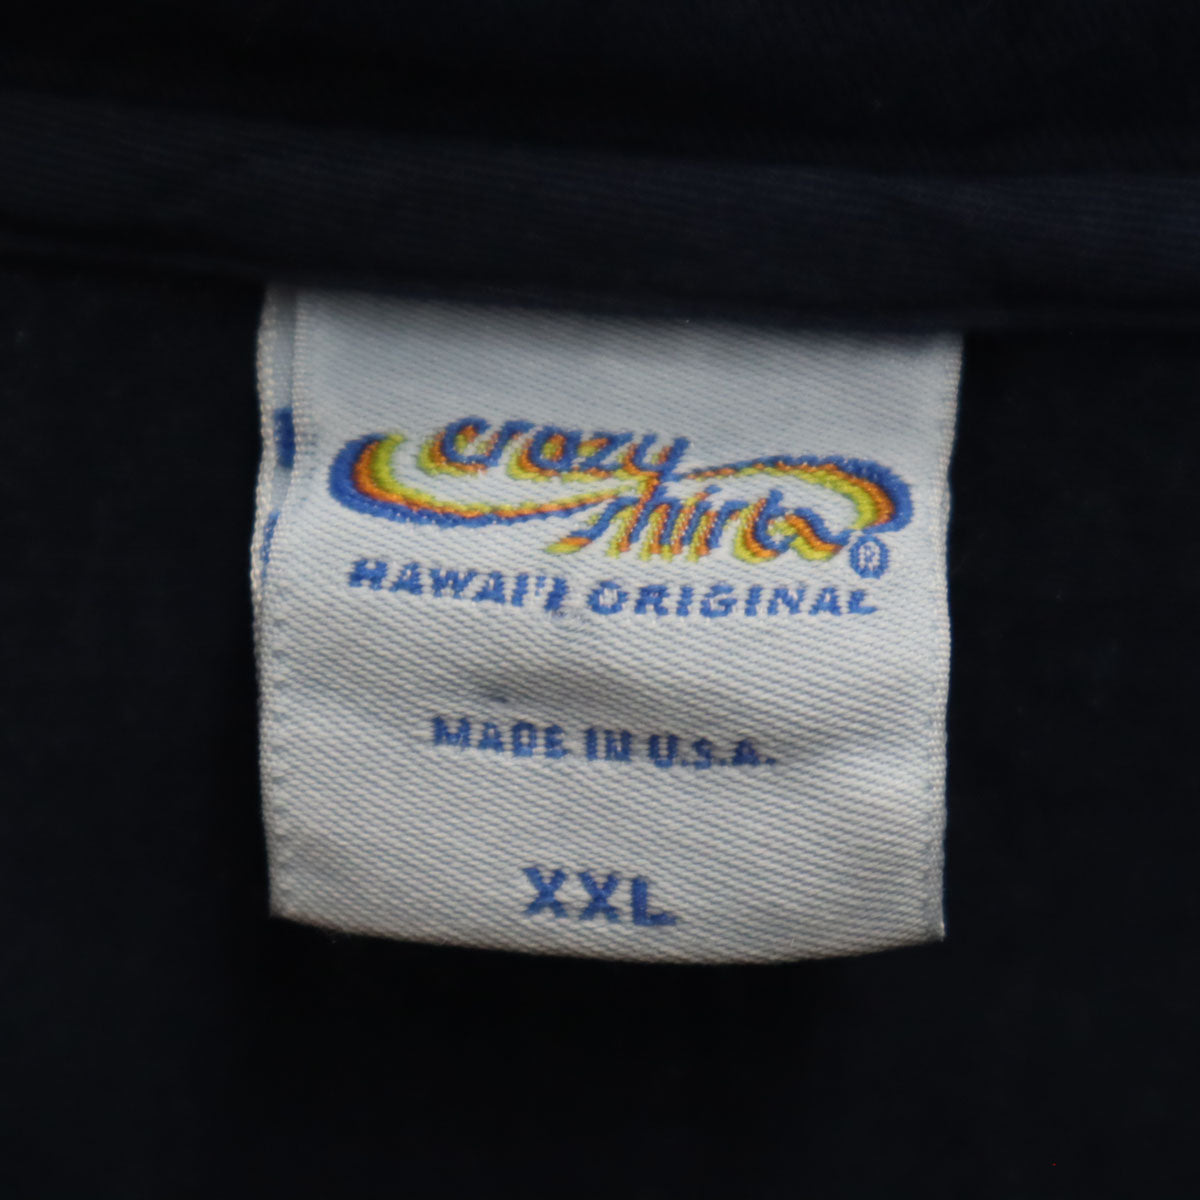 crazy
shirts®
HAWAI'I ORIGINAL
MADE IN U.S.A.
XXL